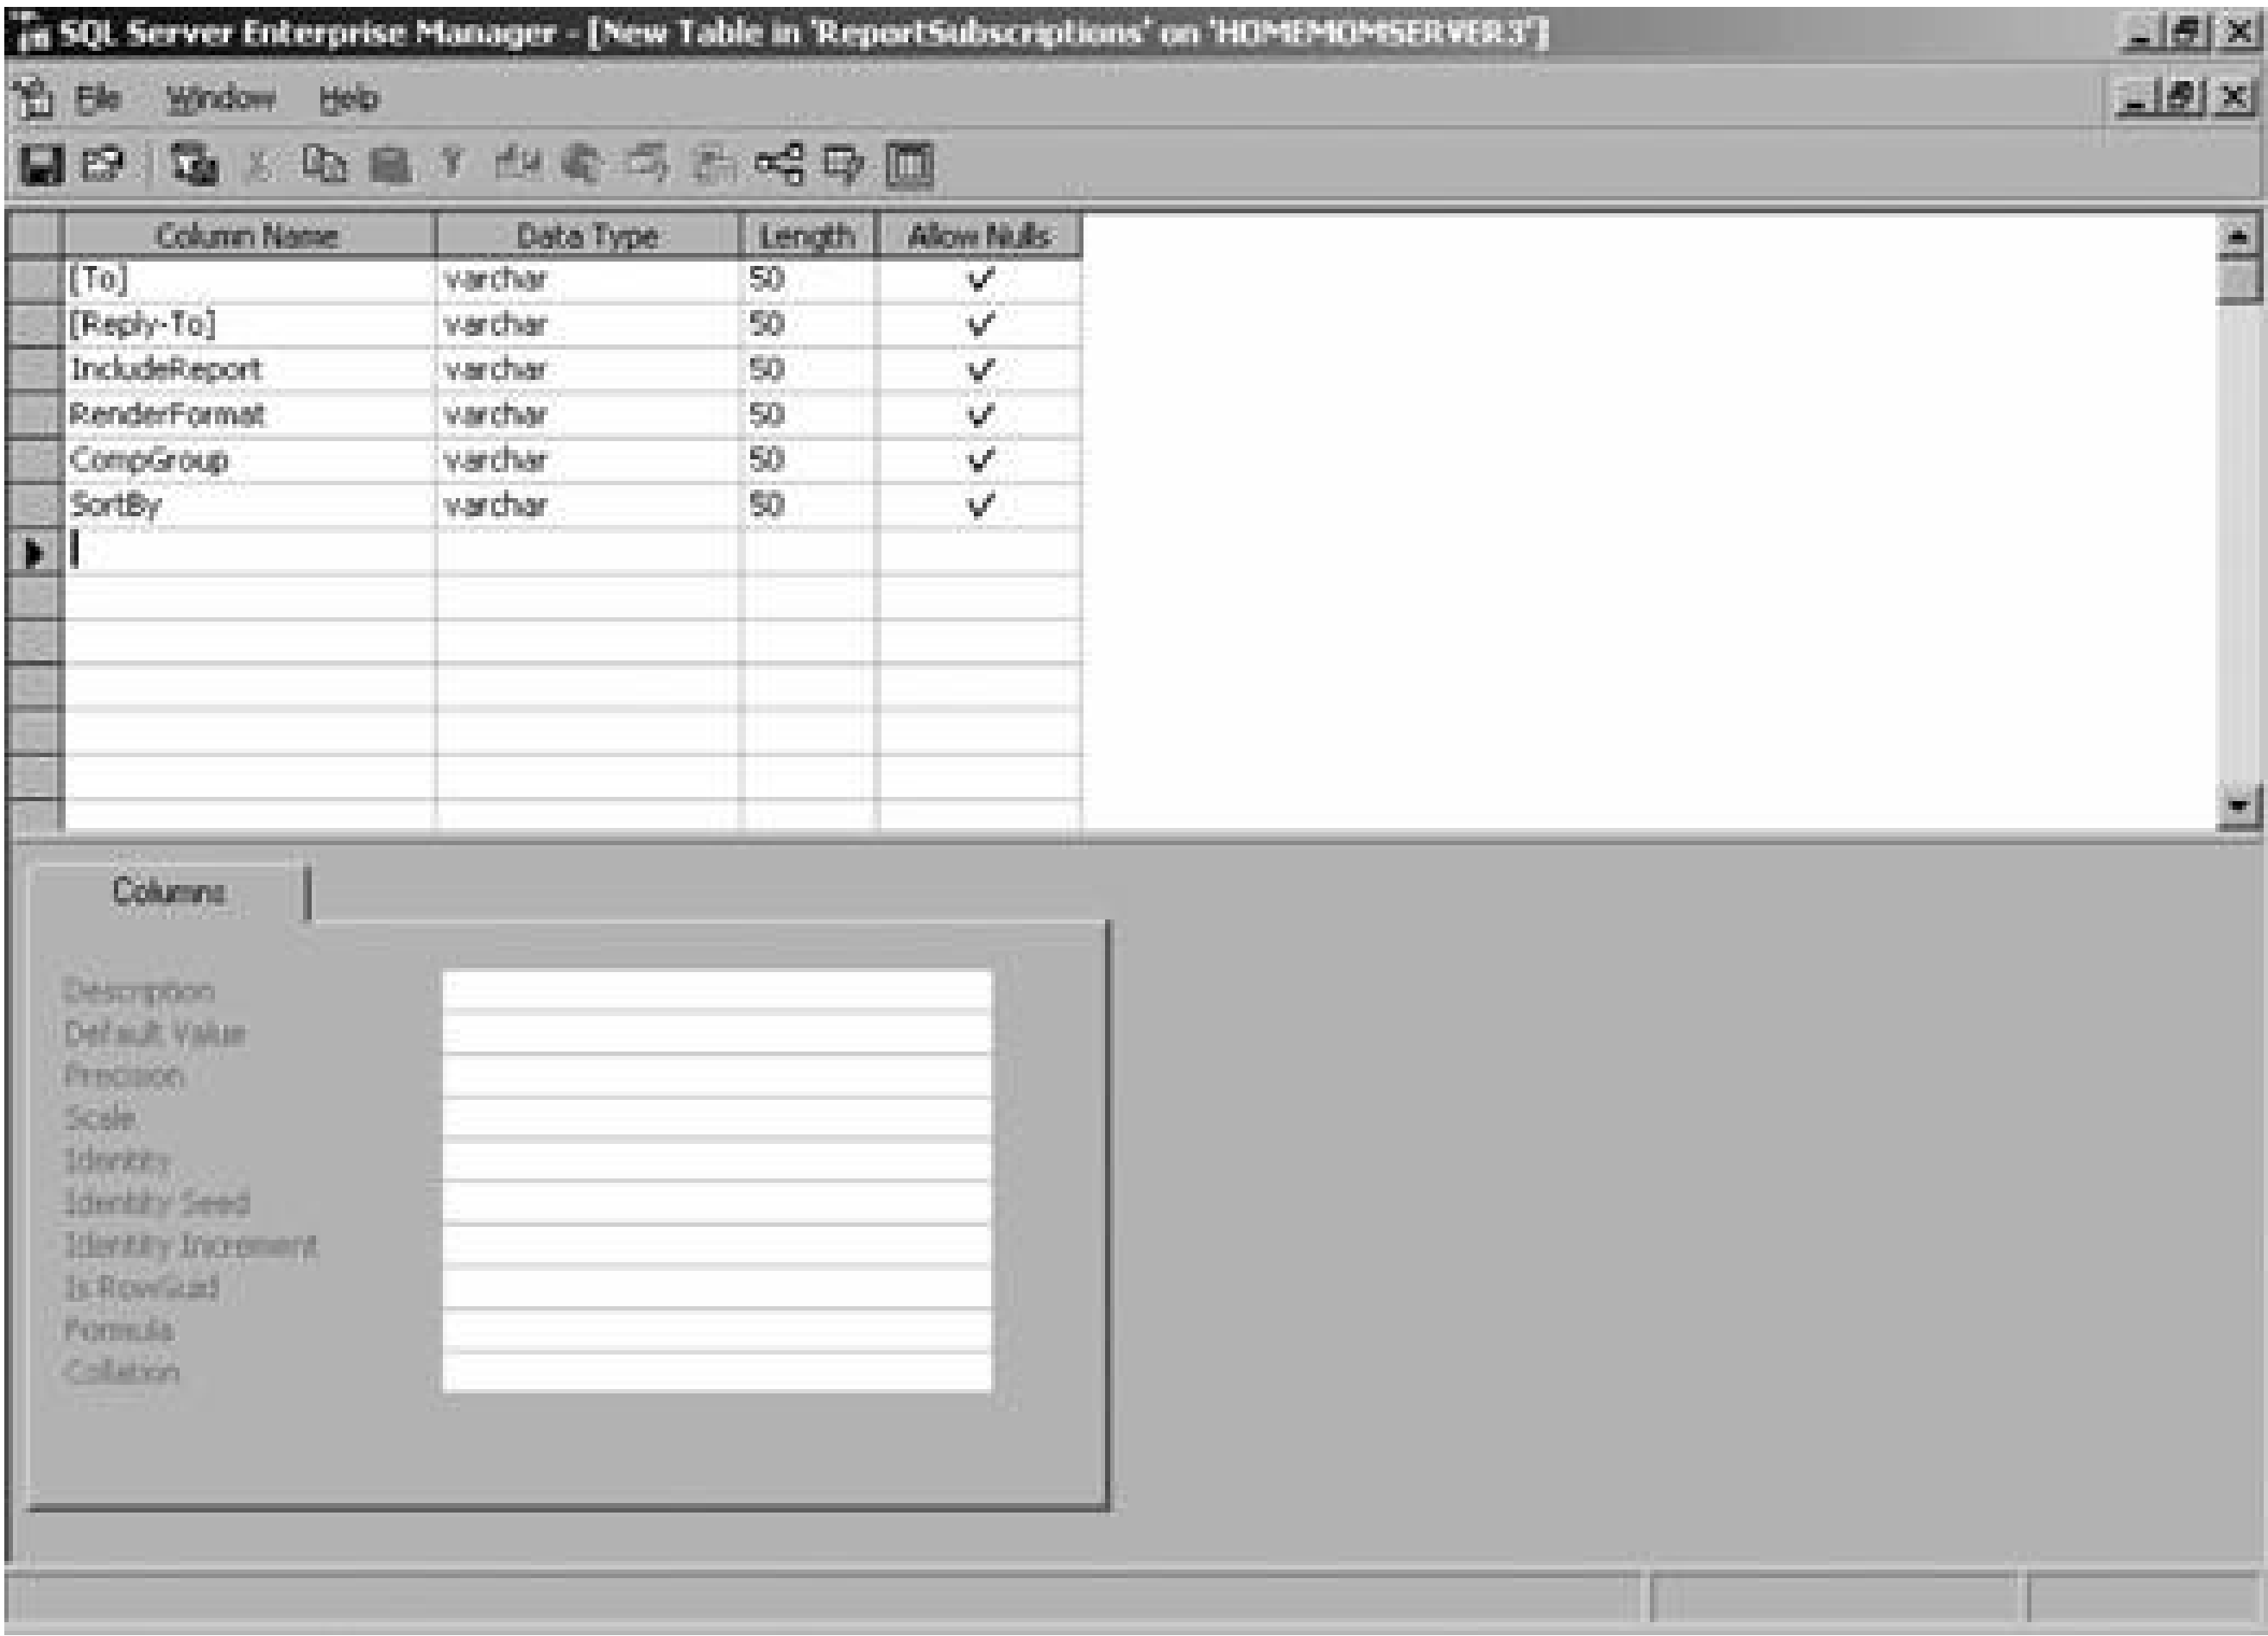 SQL Server Enterprise Manager - [New Table in 'ReportSubscriptions' on 'HOMEMOMSERVER3']
File Window Help
Column Name Data Type Length Allow Nulls
[To] varchar 50
[Reply-To] varchar 50
IncludeReport varchar 50
RenderFormat varchar 50
CompGroup varchar 50
SortBy varchar 50
Columns
Description
Default Value
Precision
Scale
Identity
Identity Seed
Identity Increment
Is RowGuid
Formula
Collation